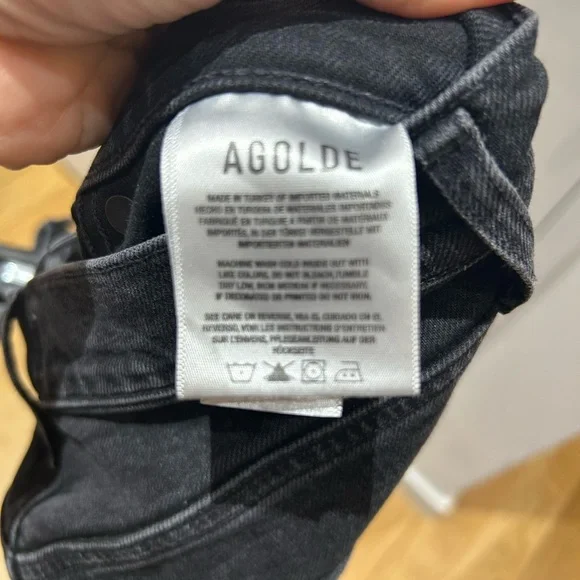 AGOLDE
MADE IN TURKEY OF IMPORTED MATERIALS
HECHO EN TURQUIA DE MATERIALES IMPORTADOS
FABRIQUÉ EN TURQUIE À PARTIR DE MATÉRIAUX
IMPORTÉS, IN DER TÜRKEI HERGESTELLT MIT
IMPORTIERTEN MATERIALIEN
MACHINE WASH COLD INSIDE OUT WITH
LIKE COLORS, DO NOT BLEACH, TUMBLE
DRY LOW, IRON MEDIUM IF NECESSARY.
IF DECORATED OR PRINTED DO NOT IRON.
SEE CARE ON REVERSE, VEA EL CUIDADO EN EL
REVERSO, VOIR LES INSTRUCTIONS D'ENTRETIEN
SUR L'ENVERS, PFLEGEANLEITUNG AUF DER
RÜCKSEITE